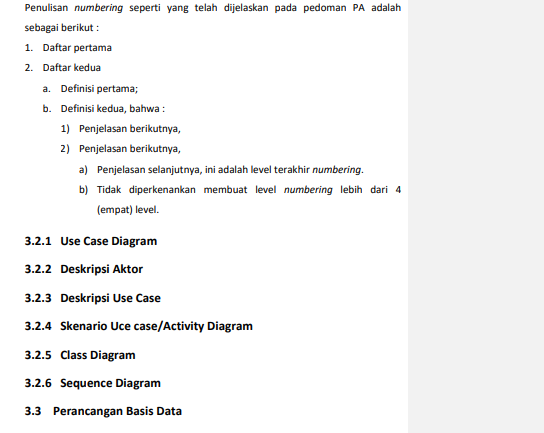 Penulisan numbering seperti yang telah dijelaskan pada pedoman PA adalah
sebagai berikut :
1. Daftar pertama
2. Daftar kedua
a. Definisi pertama;
b. Definisi kedua, bahwa :
1) Penjelasan berikutnya,
2) Penjelasan berikutnya,
a) Penjelasan selanjutnya, ini adalah level terakhir numbering.
b) Tidak diperkenankan membuat level numbering lebih dari 4
(empat) level.
3.2.1 Use Case Diagram
3.2.2 Deskripsi Aktor
3.2.3 Deskripsi Use Case
3.2.4 Skenario Uce case/Activity Diagram
3.2.5 Class Diagram
3.2.6 Sequence Diagram
3.3 Perancangan Basis Data